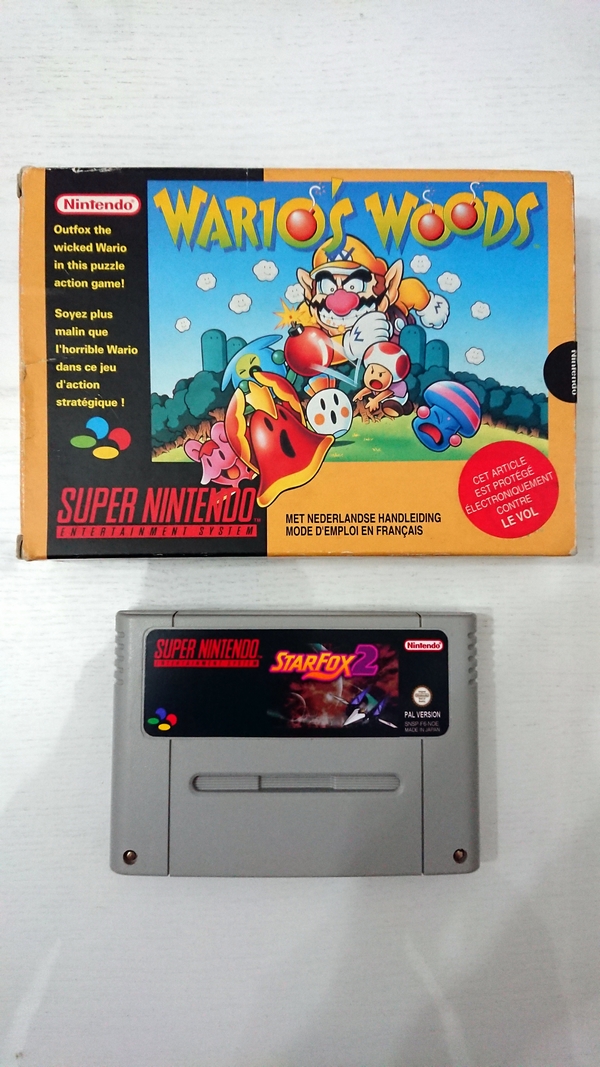 Nintendo®
WARIO'S WOODS
Outfox the
wicked Wario
in this puzzle
action game!
Soyez plus
malin que
l'horrible Wario
dans ce jeu
d'action
stratégique !
Nintendo
SUPER NINTENDO™
ENTERTAINMENT SYSTEM
MET NEDERLANDSE HANDLEIDING
MODE D'EMPLOI EN FRANÇAIS
CET ARTICLE
EST PROTÉGÉ
ÉLECTRONIQUEMENT
CONTRE
LE VOL
SUPER NINTENDO
ENTERTAINMENT SYSTEM
STARFOX 2
Nintendo
PAL VERSION
MADE IN JAPAN